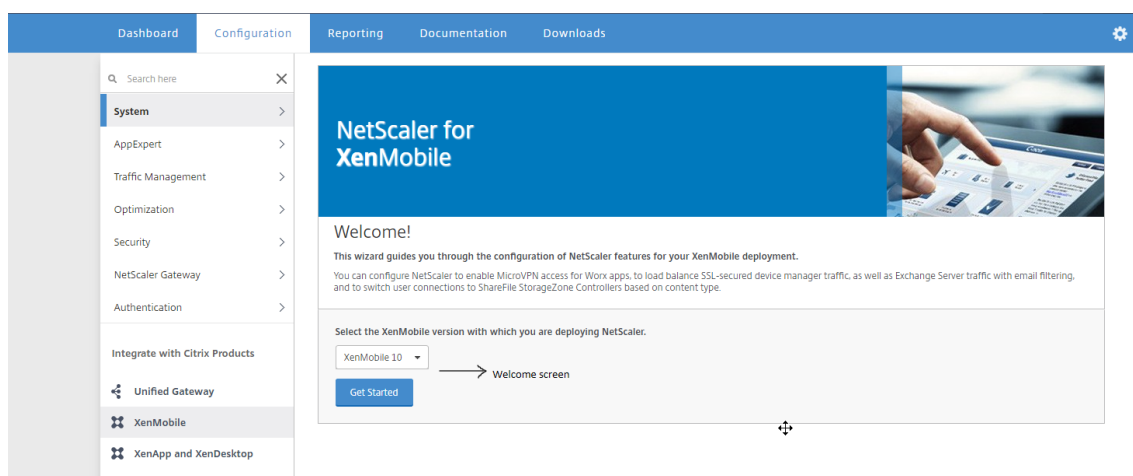 Dashboard
Configuration
Reporting
Documentation
Downloads
Search here
System
AppExpert
Traffic Management
Optimization
Security
NetScaler Gateway
Authentication
Integrate with Citrix Products
Unified Gateway
XenMobile
XenApp and XenDesktop
NetScaler for
XenMobile
Welcome!
This wizard guides you through the configuration of NetScaler features for your XenMobile deployment.
You can configure NetScaler to enable MicroVPN access for Worx apps, to load balance SSL-secured device manager traffic, as well as Exchange Server traffic with email filtering,
and to switch user connections to ShareFile StorageZone Controllers based on content type.
Select the XenMobile version with which you are deploying NetScaler.
XenMobile 10
Welcome screen
Get Started